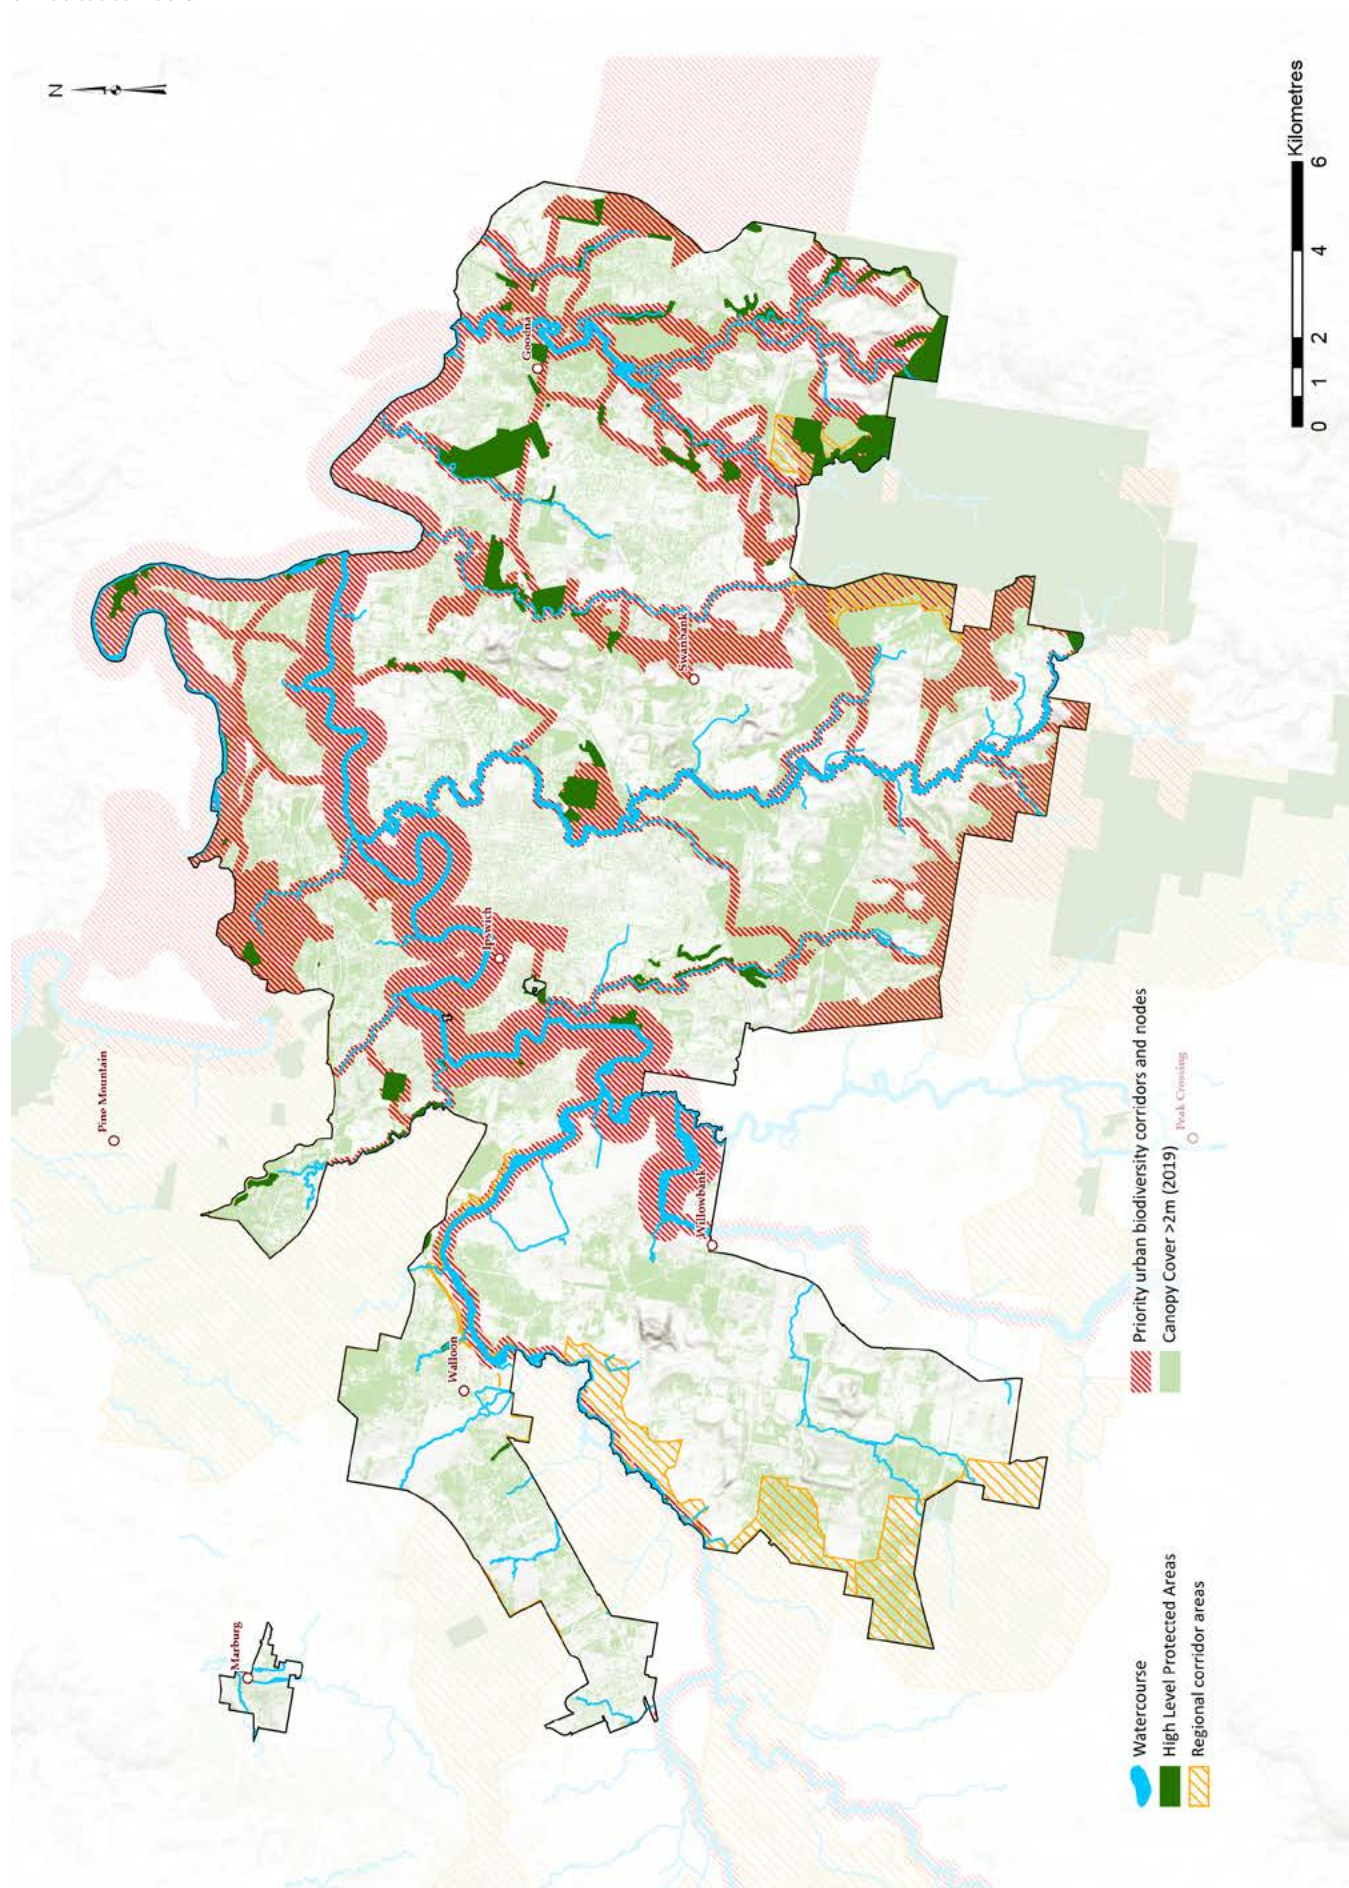 N
Marburg
Pine Mountain
Walloon
Ipswich
Goodna
Willowbank
Swanbank
Peak Crossing
Watercourse
High Level Protected Areas
Regional corridor areas
Priority urban biodiversity corridors and nodes
Canopy Cover >2m (2019)
Kilometres
0 1 2 4 6